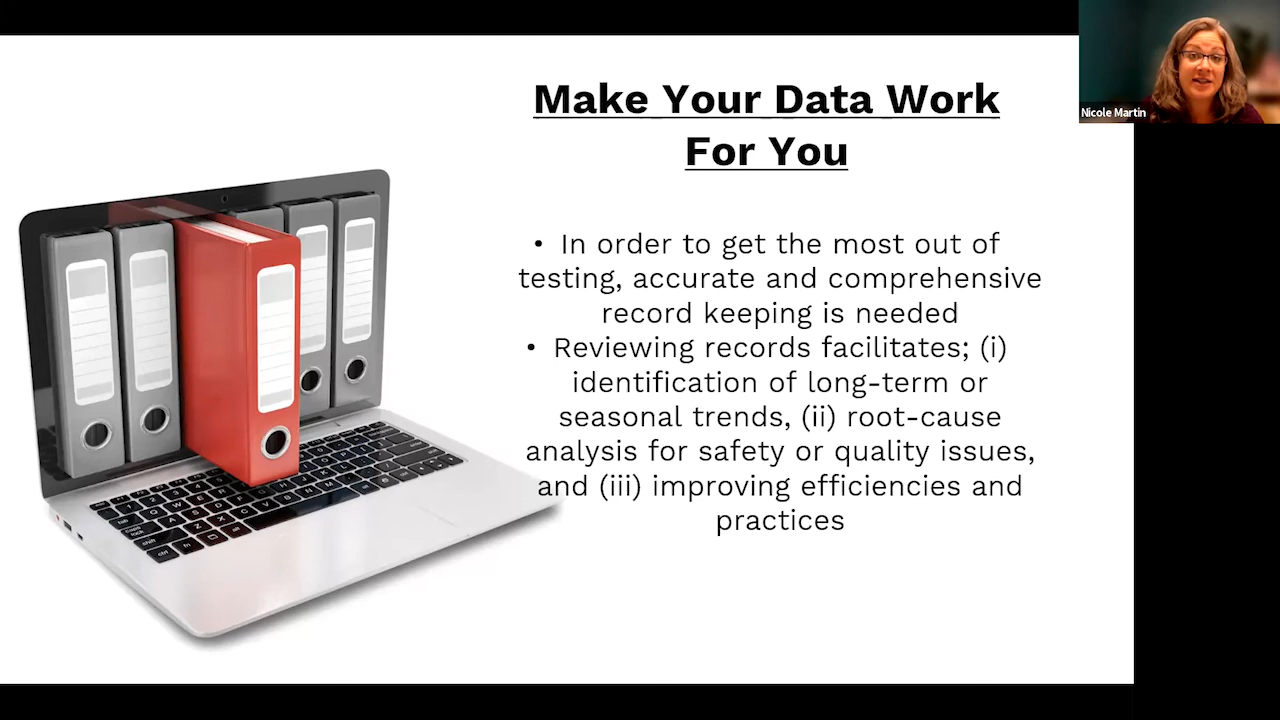 Make Your Data Work
For You
Nicole Martin
• In order to get the most out of
testing, accurate and comprehensive
record keeping is needed
• Reviewing records facilitates; (i)
identification of long-term or
seasonal trends, (ii) root-cause
analysis for safety or quality issues,
and (iii) improving efficiencies and
practices